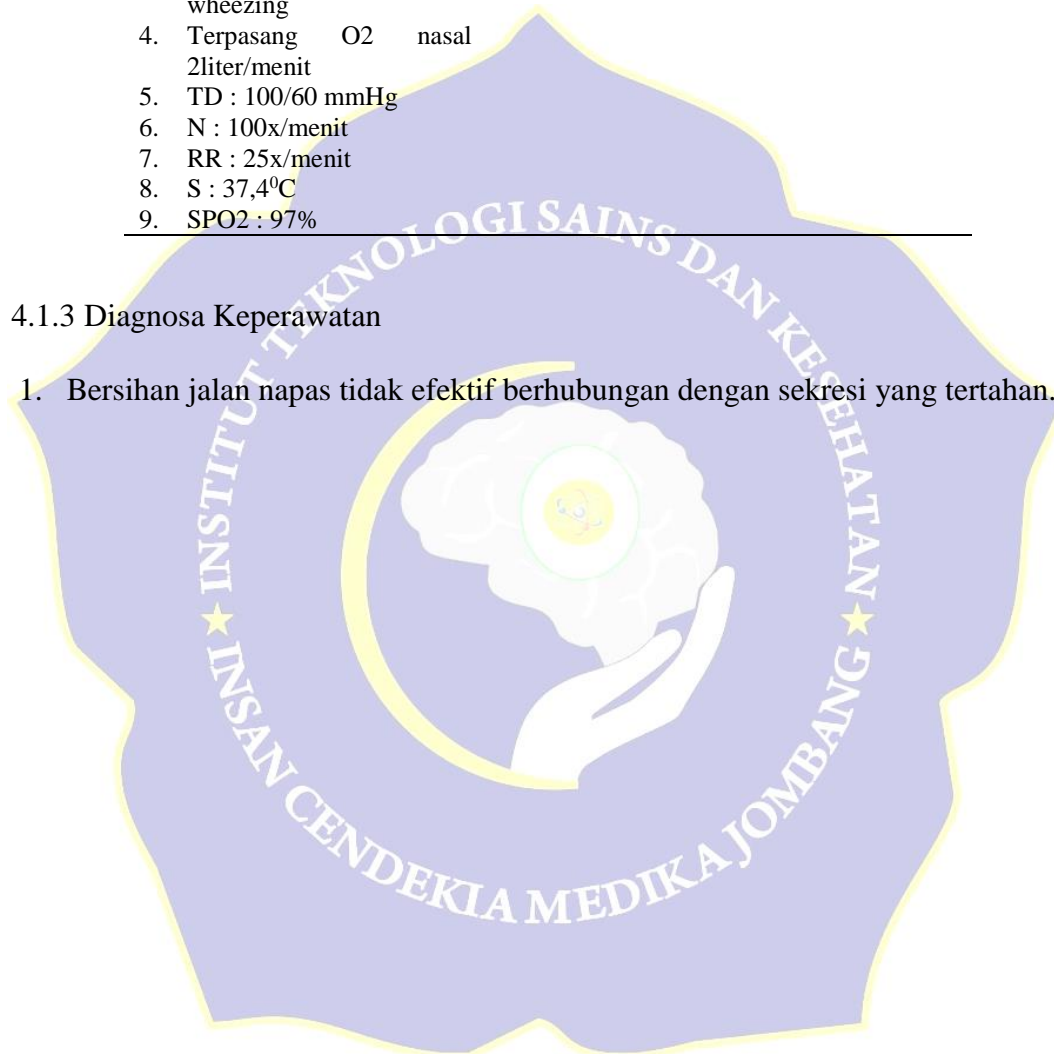 wheezing
4. Terpasang O2 nasal
2liter/menit
5. TD : 100/60 mmHg
6. N : 100x/menit
7. RR : 25x/menit
8. S : 37,4⁰C
9. SPO2 : 97%
4.1.3 Diagnosa Keperawatan
1. Bersihan jalan napas tidak efektif berhubungan dengan sekresi yang tertahan.
INSTITUT TEKNOLOGI SAINS DAN KESEHATAN
INSAN CENDEKIA MEDIKA JOMBANG